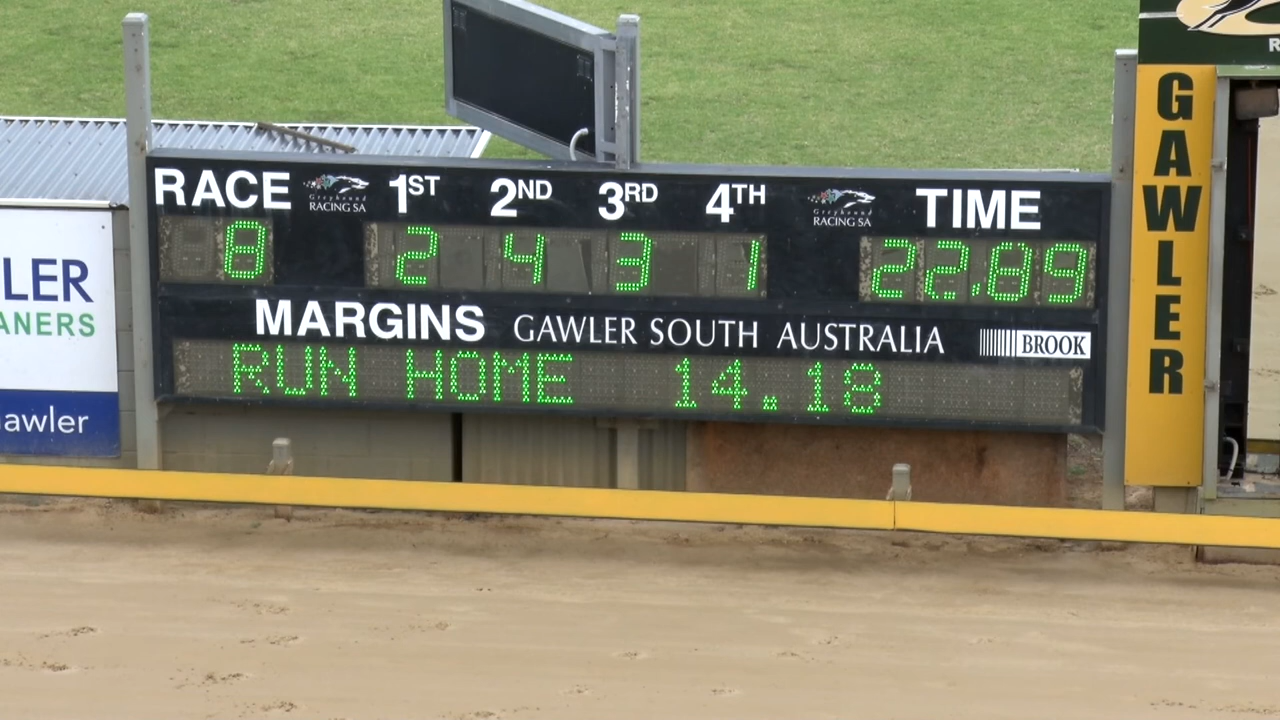 GAWLER
R
RACE
Greyhound
RACING SA
1ST
2ND
3RD
4TH
Greyhound
RACING SA
TIME
8
2
4
3
1
22.89
MARGINS
GAWLER SOUTH AUSTRALIA
BROOK
RUN HOME 14.18
LER
ANERS
awler